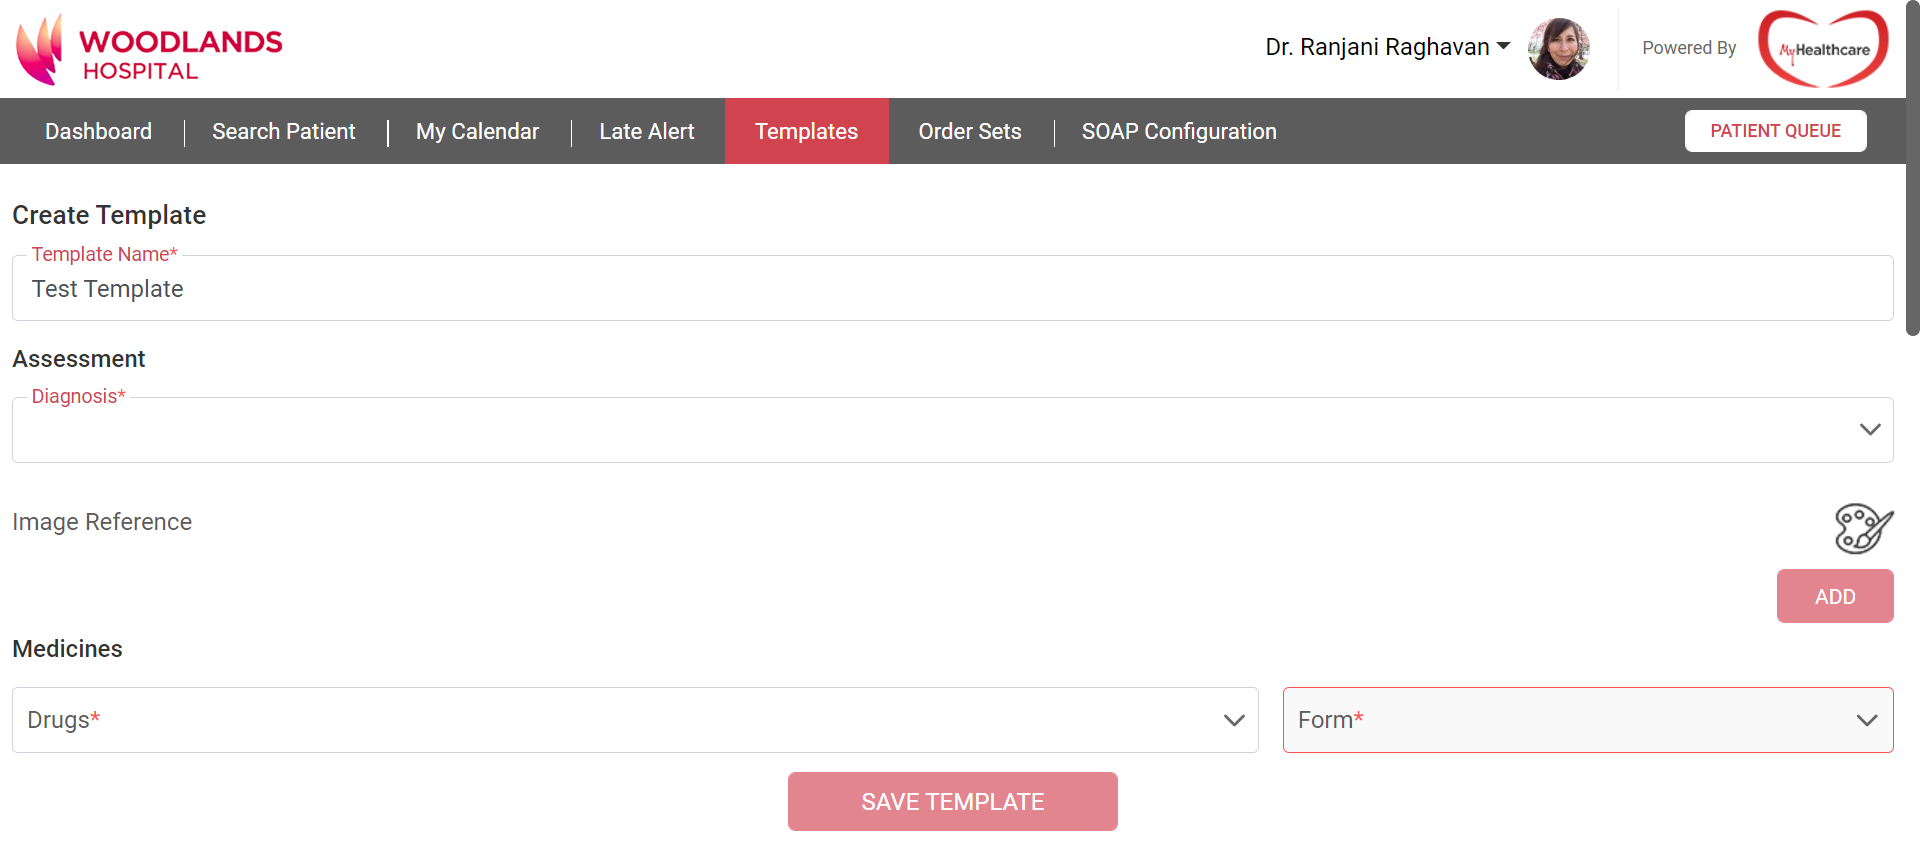 WOODLANDS
HOSPITAL
Dr. Ranjani Raghavan
Powered By
MyHealthcare
Dashboard
Search Patient
My Calendar
Late Alert
Templates
Order Sets
SOAP Configuration
PATIENT QUEUE
Create Template
Template Name*
Test Template
Assessment
Diagnosis*
Image Reference
ADD
Medicines
Drugs*
Form*
SAVE TEMPLATE